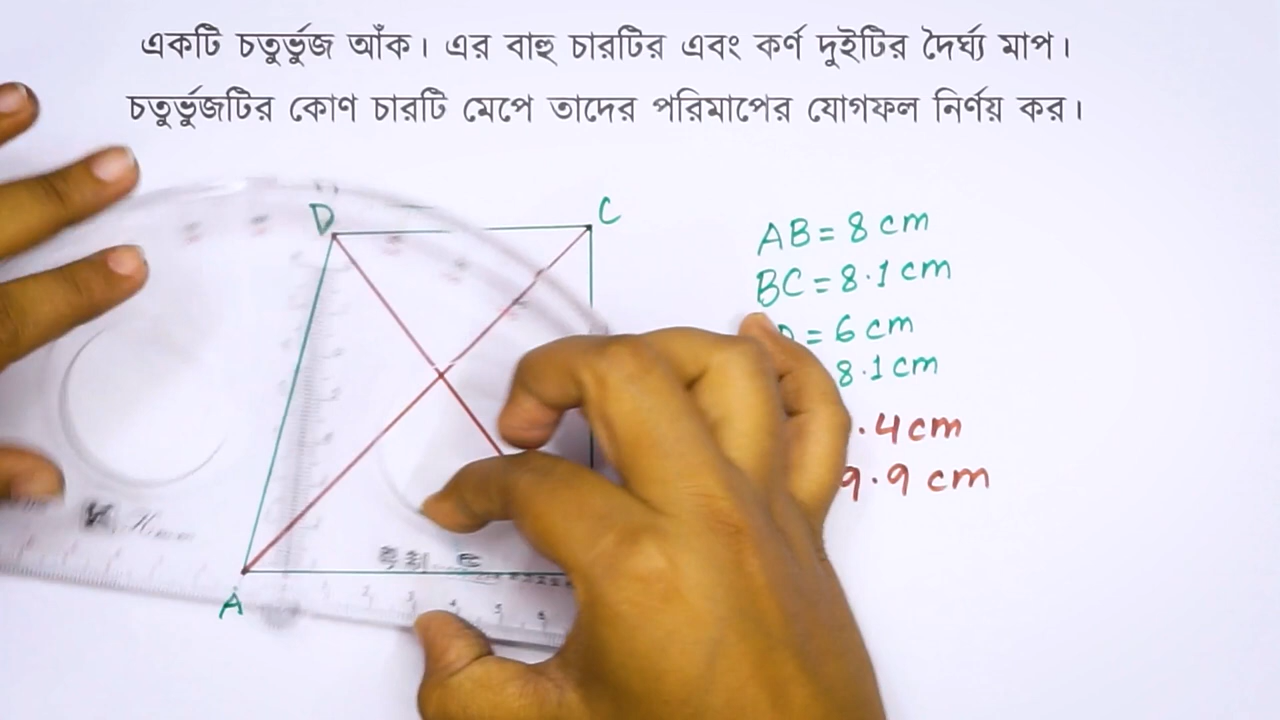 একটি চতুর্ভুজ আঁক। এর বাহু চারটির এবং কর্ণ দুইটির দৈর্ঘ্য মাপ।
চতুর্ভুজটির কোণ চারটি মেপে তাদের পরিমাপের যোগফল নির্ণয় কর।
D
C
A
AB = 8 cm
BC = 8.1 cm
= 6 cm
8.1 cm
.4 cm
9.9 cm